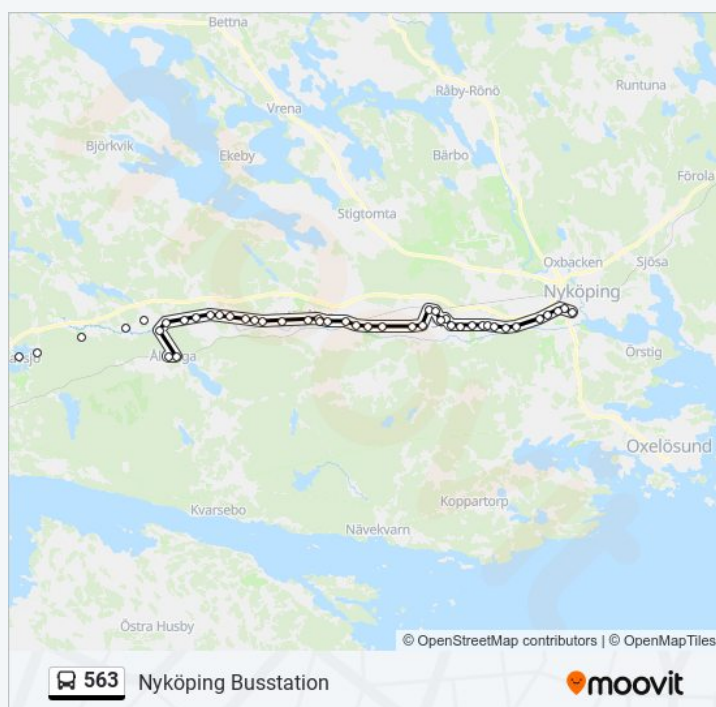 Bettna
Råby-Rönö
Runtuna
Vrena
Björkvik
Ekeby
Bärbo
Förola
Stigtomta
Oxbacken
Sjösa
Nyköping
Örstig
Oxelösund
Kvarsebo
Koppartorp
Nävekvarn
Östra Husby
© OpenStreetMap contributors | © OpenMapTiles
563 Nyköping Busstation
moovit